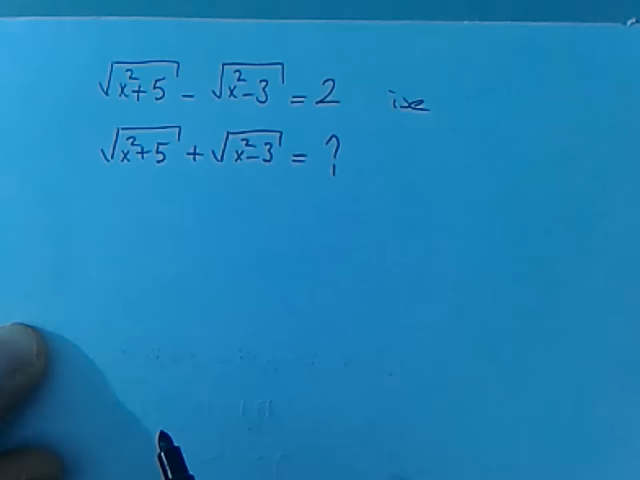 √(x²+5) - √(x²-3) = 2 ise
√(x²+5) + √(x²-3) = ?